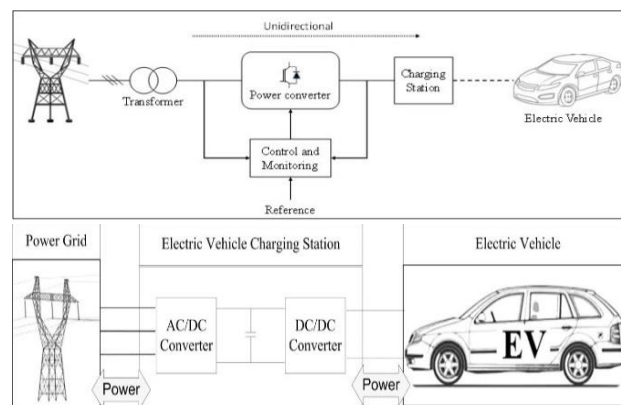 Unidirectional
Transformer
Power converter
Charging
Station
Electric Vehicle
Control and
Monitoring
Reference
Power Grid
Electric Vehicle Charging Station
Electric Vehicle
AC/DC
Converter
DC/DC
Converter
EV
Power
Power